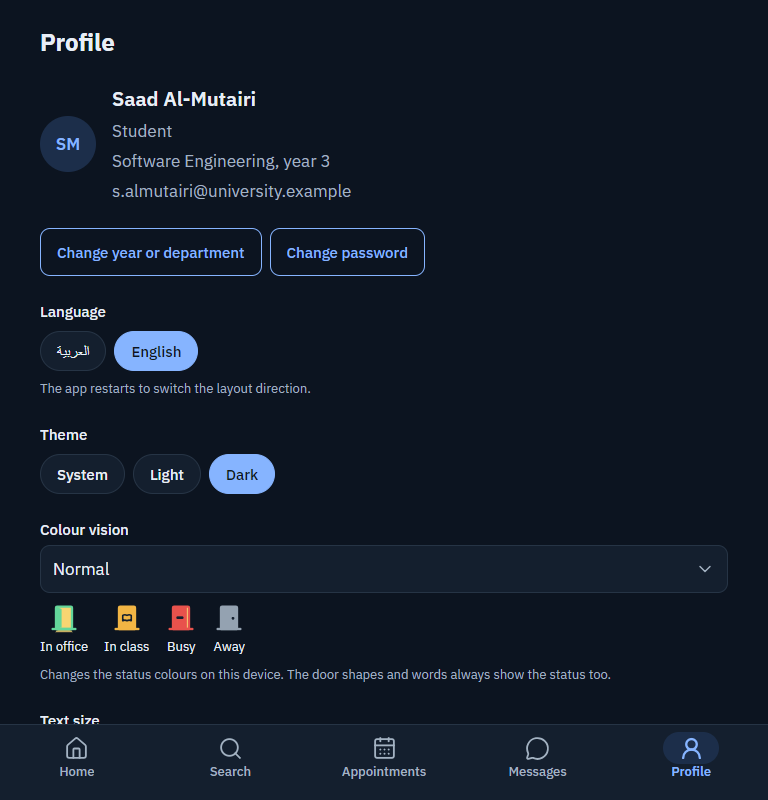 Profile
Saad Al-Mutairi
SM
Student
Software Engineering, year 3
s.almutairi@university.example
Change year or department
Change password
Language
العربية
English
The app restarts to switch the layout direction.
Theme
System
Light
Dark
Colour vision
Normal
In office
In class
Busy
Away
Changes the status colours on this device. The door shapes and words always show the status too.
Text size
Home
Search
Appointments
Messages
Profile